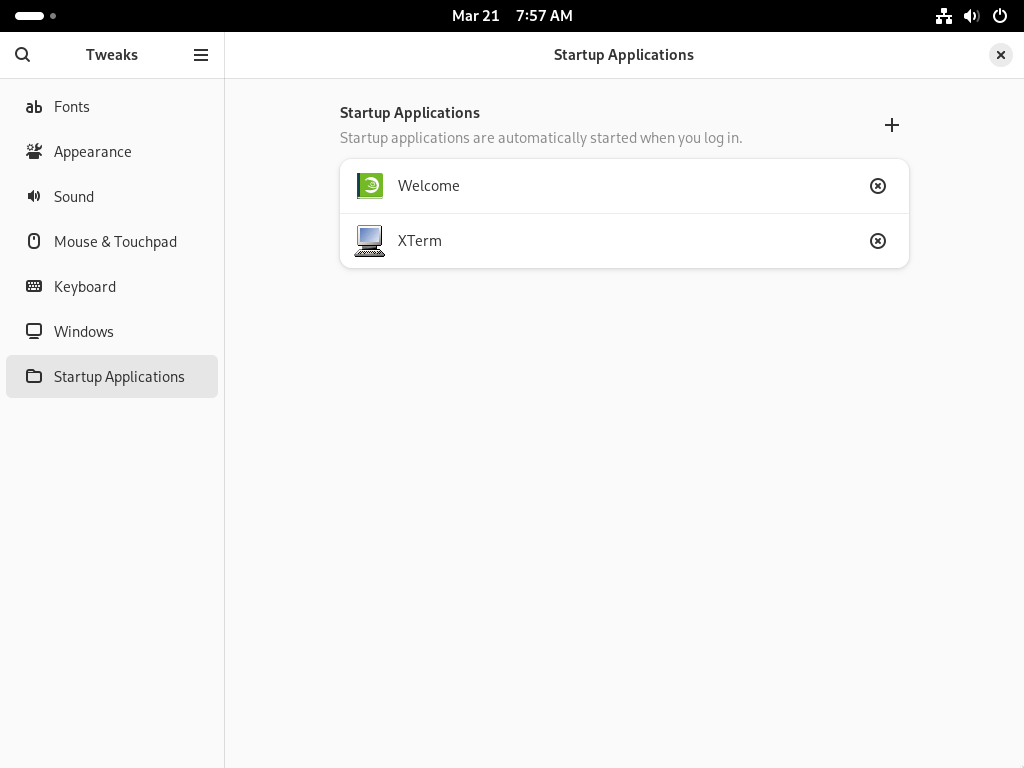 Mar 21 7:57 AM
Tweaks
Startup Applications
ab Fonts
Appearance
Sound
Mouse & Touchpad
Keyboard
Windows
Startup Applications
Startup Applications
Startup applications are automatically started when you log in.
Welcome
XTerm